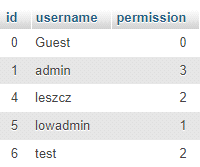 id username permission
0 Guest 0
1 admin 3
4 leszcz 2
5 lowadmin 1
6 test 2